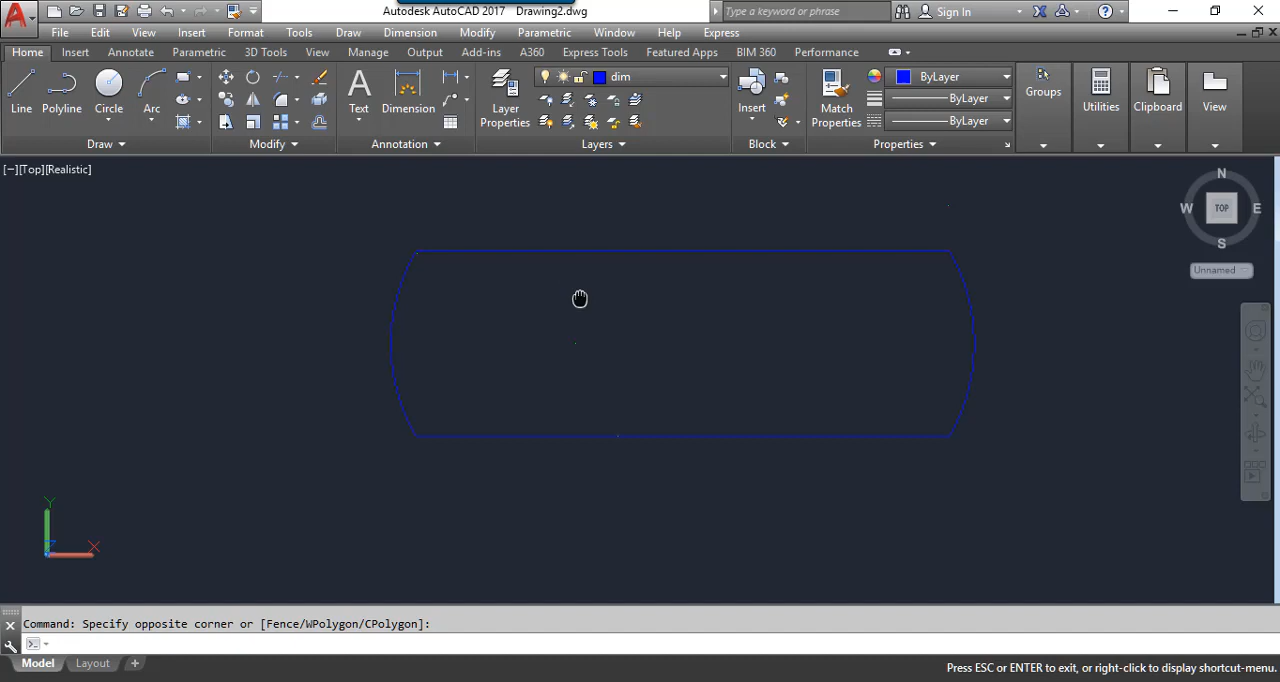 Autodesk AutoCAD 2017 Drawing2.dwg
Type a keyword or phrase
Sign In
File Edit View Insert Format Tools Draw Dimension Modify Parametric Window Help Express
Home Insert Annotate Parametric 3D Tools View Manage Output Add-ins A360 Express Tools Featured Apps BIM 360 Performance
Line Polyline Circle Arc
Text Dimension
Layer
Properties
dim
Insert
Match
Properties
ByLayer
ByLayer
ByLayer
Groups
Utilities
Clipboard
View
Draw Modify Annotation Layers Block Properties
[−][Top][Realistic]
N
W TOP E
S
Unnamed
Y
Z X
Command: Specify opposite corner or [Fence/WPolygon/CPolygon]:
Model Layout +
Press ESC or ENTER to exit, or right-click to display shortcut-menu.